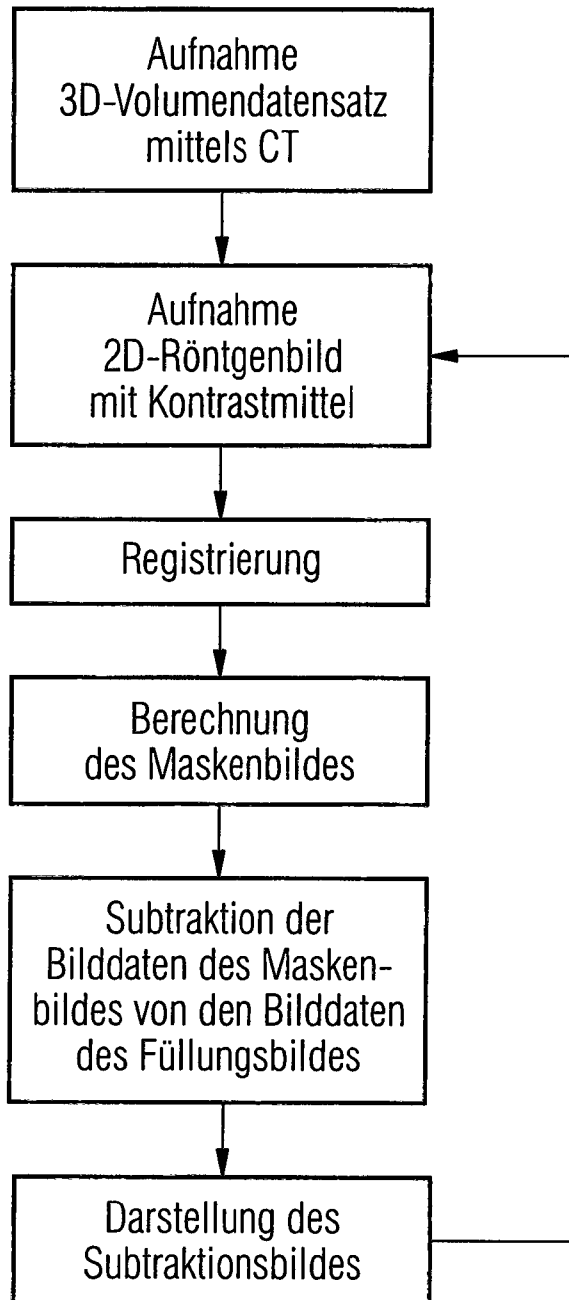 Aufnahme
3D-Volumendatensatz
mittels CT
Aufnahme
2D-Röntgenbild
mit Kontrastmittel
Registrierung
Berechnung
des Maskenbildes
Subtraktion der
Bilddaten des Masken-
bildes von den Bilddaten
des Füllungsbildes
Darstellung des
Subtraktionsbildes